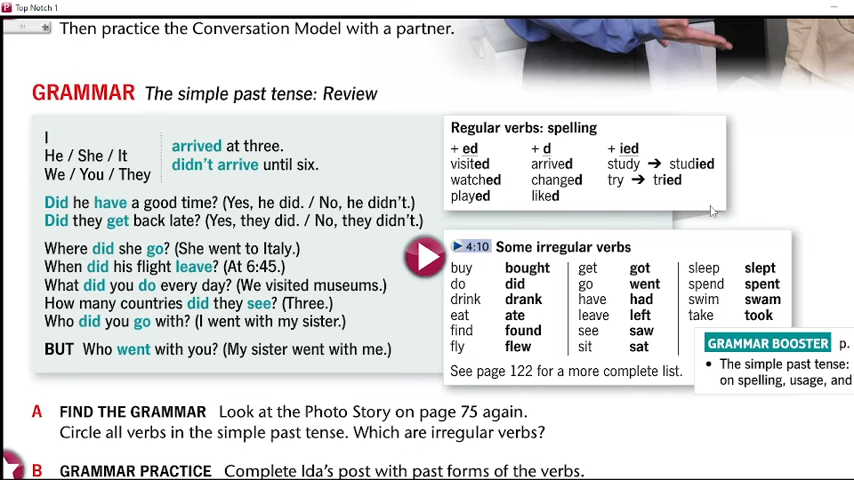 Top Notch 1
Then practice the Conversation Model with a partner.
GRAMMAR The simple past tense: Review
I
He / She / It
We / You / They
arrived at three.
didn't arrive until six.
Did he have a good time? (Yes, he did. / No, he didn't.)
Did they get back late? (Yes, they did. / No, they didn't.)
Where did she go? (She went to Italy.)
When did his flight leave? (At 6:45.)
What did you do every day? (We visited museums.)
How many countries did they see? (Three.)
Who did you go with? (I went with my sister.)
BUT Who went with you? (My sister went with me.)
Regular verbs: spelling
+ ed + d + ied
visited arrived study → studied
watched changed try → tried
played liked
4:10 Some irregular verbs
buy bought get got sleep slept
do did go went spend spent
drink drank have had swim swam
eat ate leave left take took
find found see saw
fly flew sit sat
See page 122 for a more complete list.
GRAMMAR BOOSTER p.
• The simple past tense:
on spelling, usage, and
A FIND THE GRAMMAR Look at the Photo Story on page 75 again.
Circle all verbs in the simple past tense. Which are irregular verbs?
B GRAMMAR PRACTICE Complete Ida's post with past forms of the verbs.